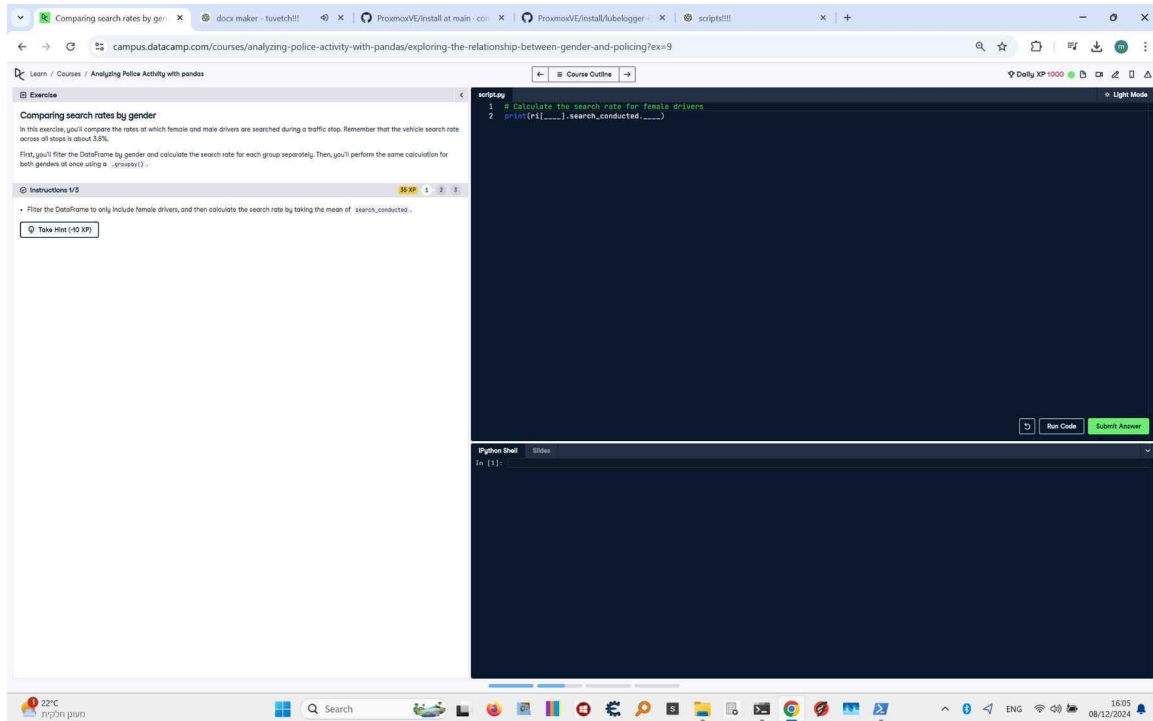 Comparing search rates by gen
docx maker - tuvetch!!!
ProxmoxVE/install at main · con
ProxmoxVE/install/lubelogger-i
scripts!!!!
campus.datacamp.com/courses/analyzing-police-activity-with-pandas/exploring-the-relationship-between-gender-and-policing?ex=9
Learn / Courses / Analyzing Police Activity with pandas
Course Outline
Daily XP 1000
Exercise
Comparing search rates by gender
In this exercise, you'll compare the rates at which female and male drivers are searched during a traffic stop. Remember that the vehicle search rate
across all stops is about 3.8%.
First, you'll filter the DataFrame by gender and calculate the search rate for each group separately. Then, you'll perform the same calculation for
both genders at once using a .groupby() .
Instructions 1/3
35 XP 1 2 3
• Filter the DataFrame to only include female drivers, and then calculate the search rate by taking the mean of search_conducted .
Take Hint (-10 XP)
script.py
Light Mode
1 # Calculate the search rate for female drivers
2 print(ri[____].search_conducted.____)
Run Code
Submit Answer
IPython Shell
Slides
In [1]:
1
22°C
מעונן חלקית
Search
ENG
16:05
08/12/2024